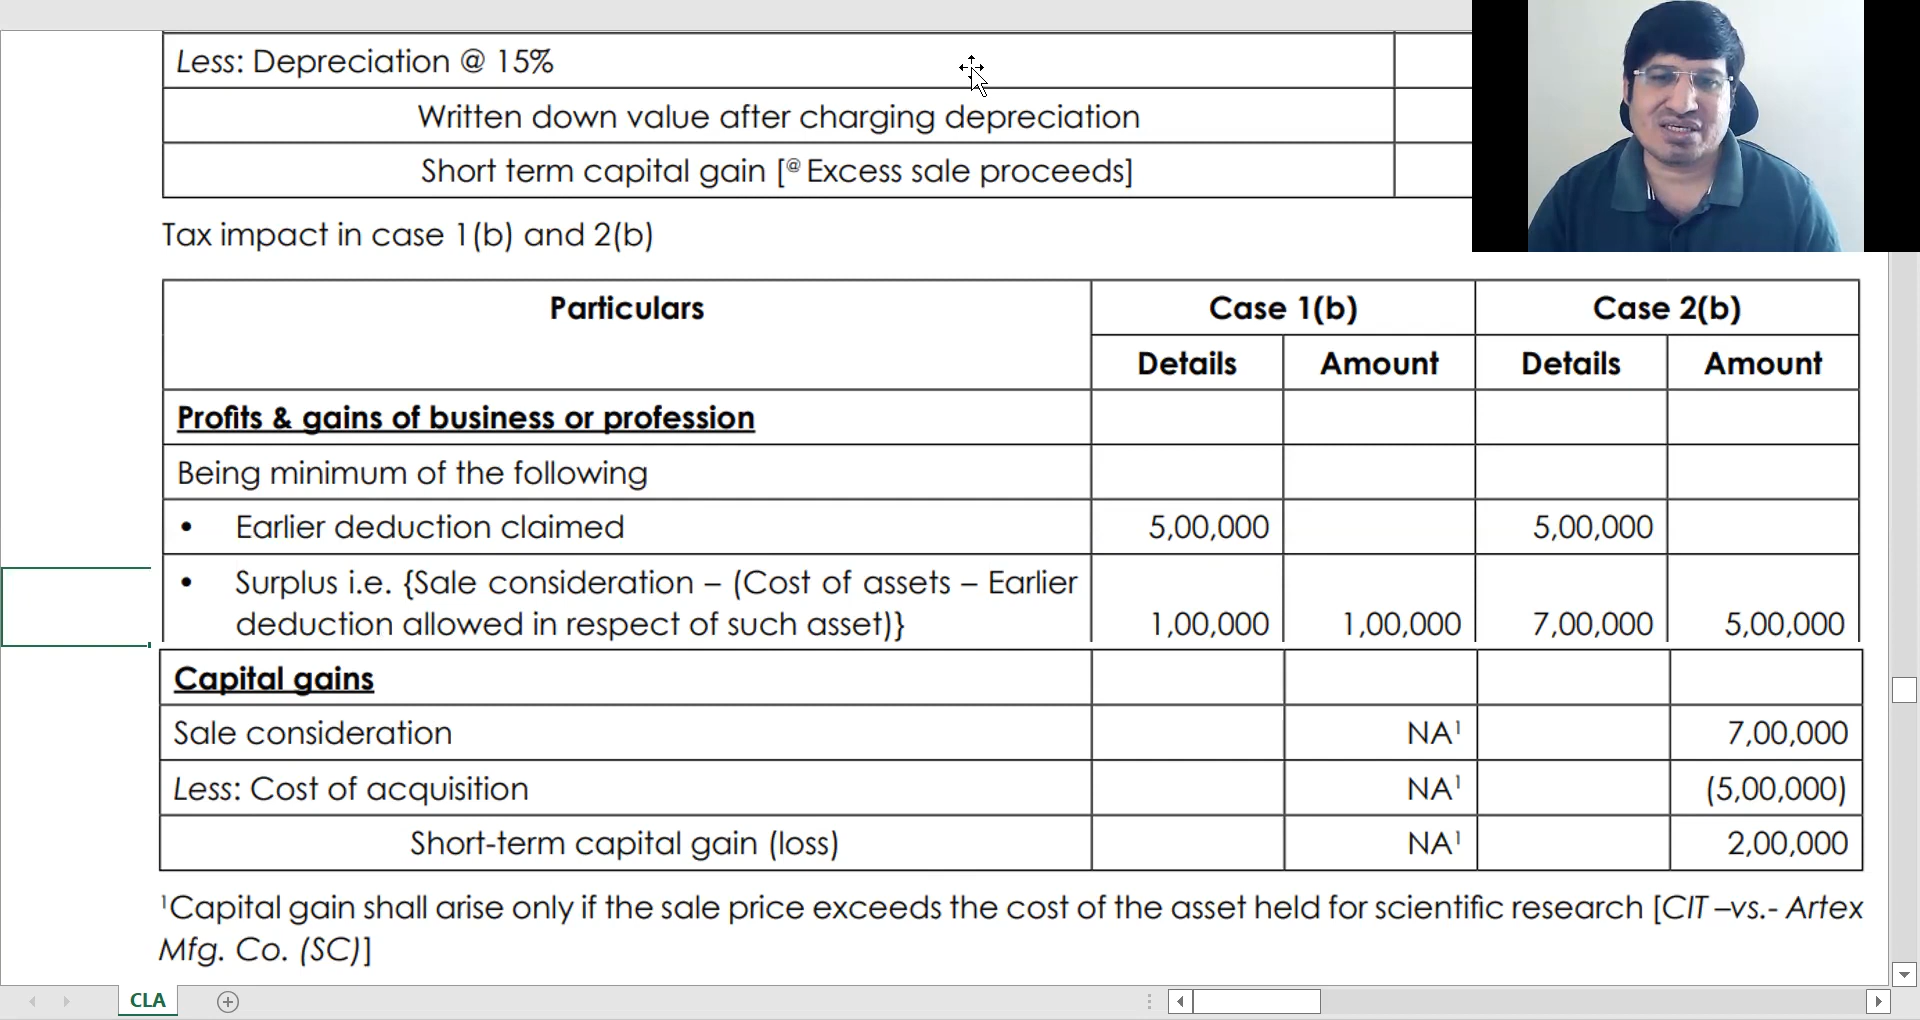 Less: Depreciation @ 15%
Written down value after charging depreciation
Short term capital gain [@ Excess sale proceeds]
Tax impact in case 1(b) and 2(b)
Particulars Case 1(b) Case 2(b)
Details Amount Details Amount
Profits & gains of business or profession
Being minimum of the following
• Earlier deduction claimed 5,00,000 5,00,000
• Surplus i.e. {Sale consideration – (Cost of assets – Earlier
deduction allowed in respect of such asset)} 1,00,000 1,00,000 7,00,000 5,00,000
Capital gains
Sale consideration NA¹ 7,00,000
Less: Cost of acquisition NA¹ (5,00,000)
Short-term capital gain (loss) NA¹ 2,00,000
¹Capital gain shall arise only if the sale price exceeds the cost of the asset held for scientific research [CIT –vs.- Artex
Mfg. Co. (SC)]
CLA